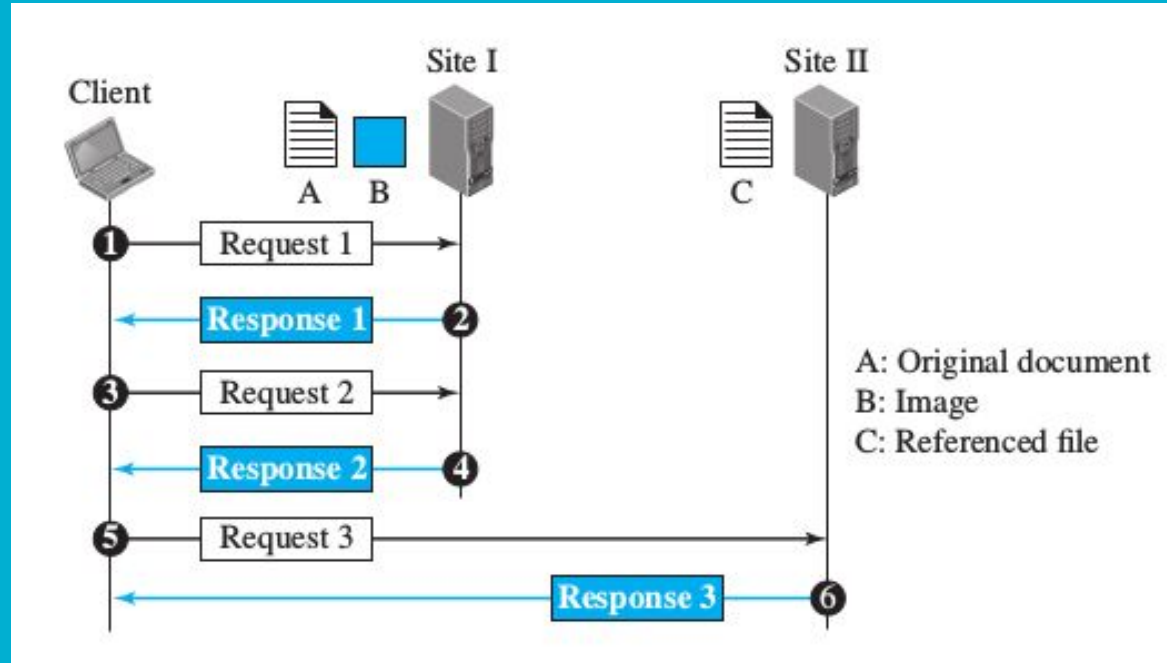 Client
Site I
Site II
A
B
C
1
Request 1
Response 1
2
3
Request 2
Response 2
4
A: Original document
B: Image
C: Referenced file
5
Request 3
Response 3
6